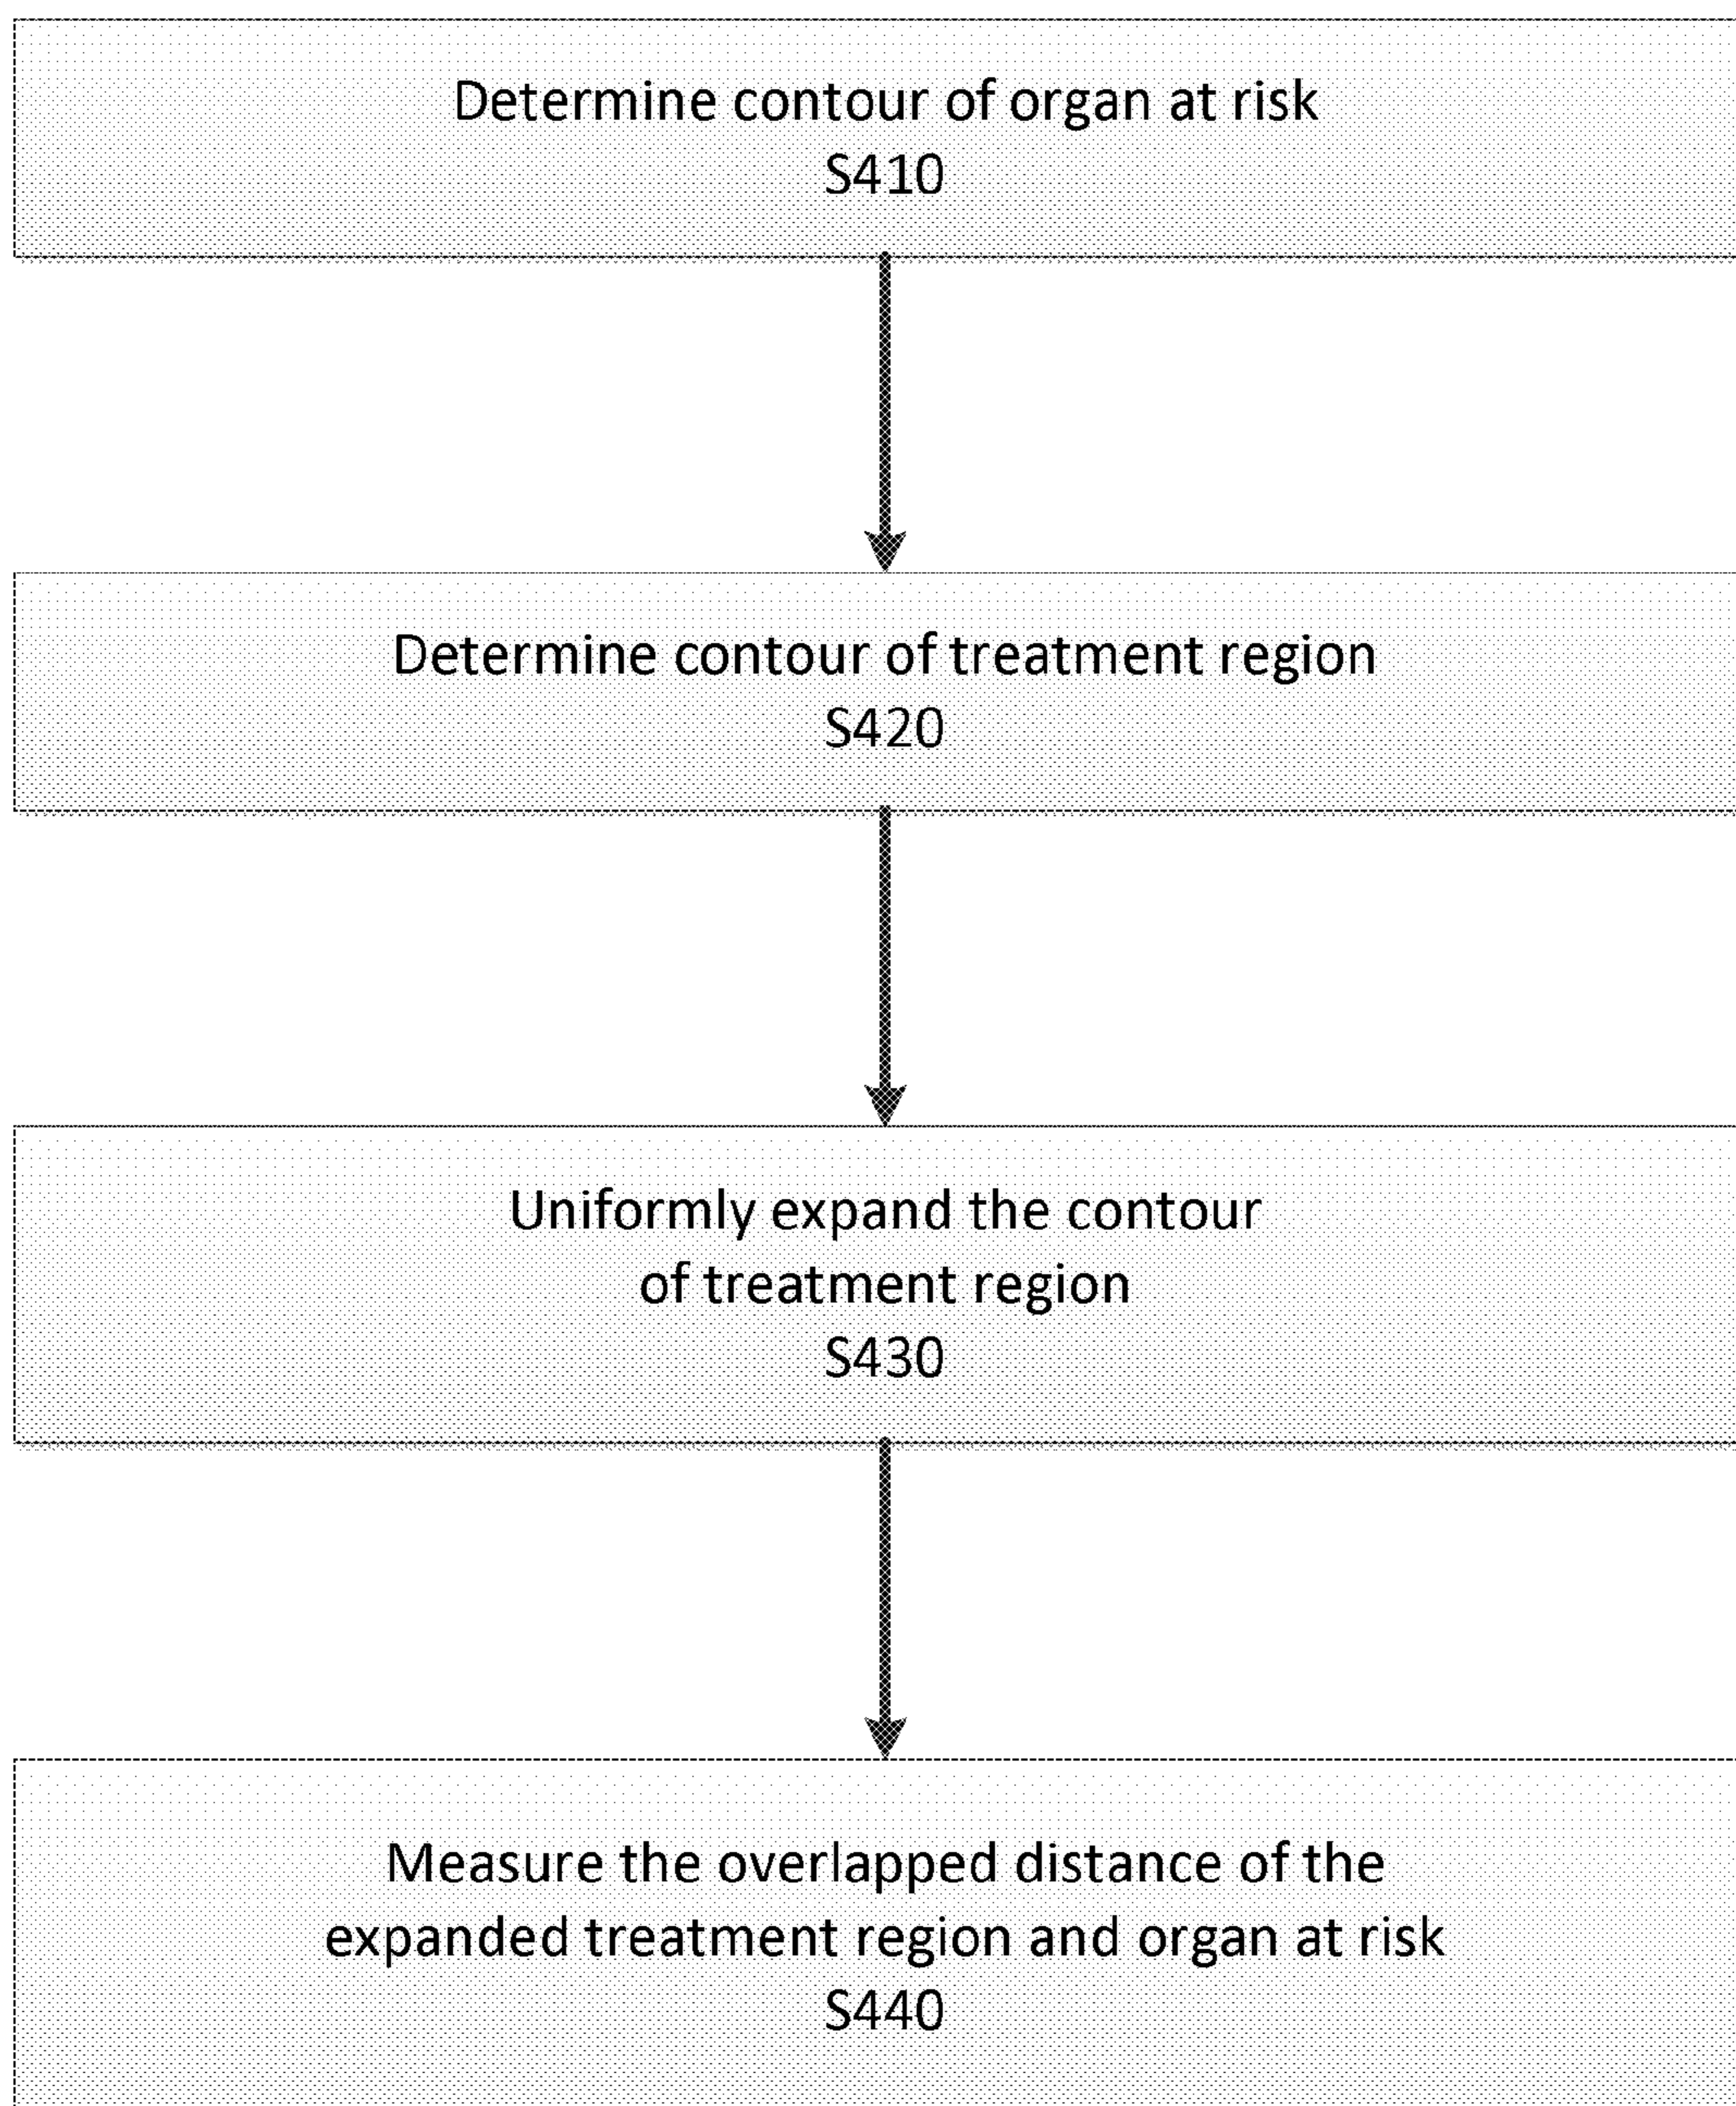 Determine contour of organ at risk
S410
Determine contour of treatment region
S420
Uniformly expand the contour
of treatment region
S430
Measure the overlapped distance of the
expanded treatment region and organ at risk
S440